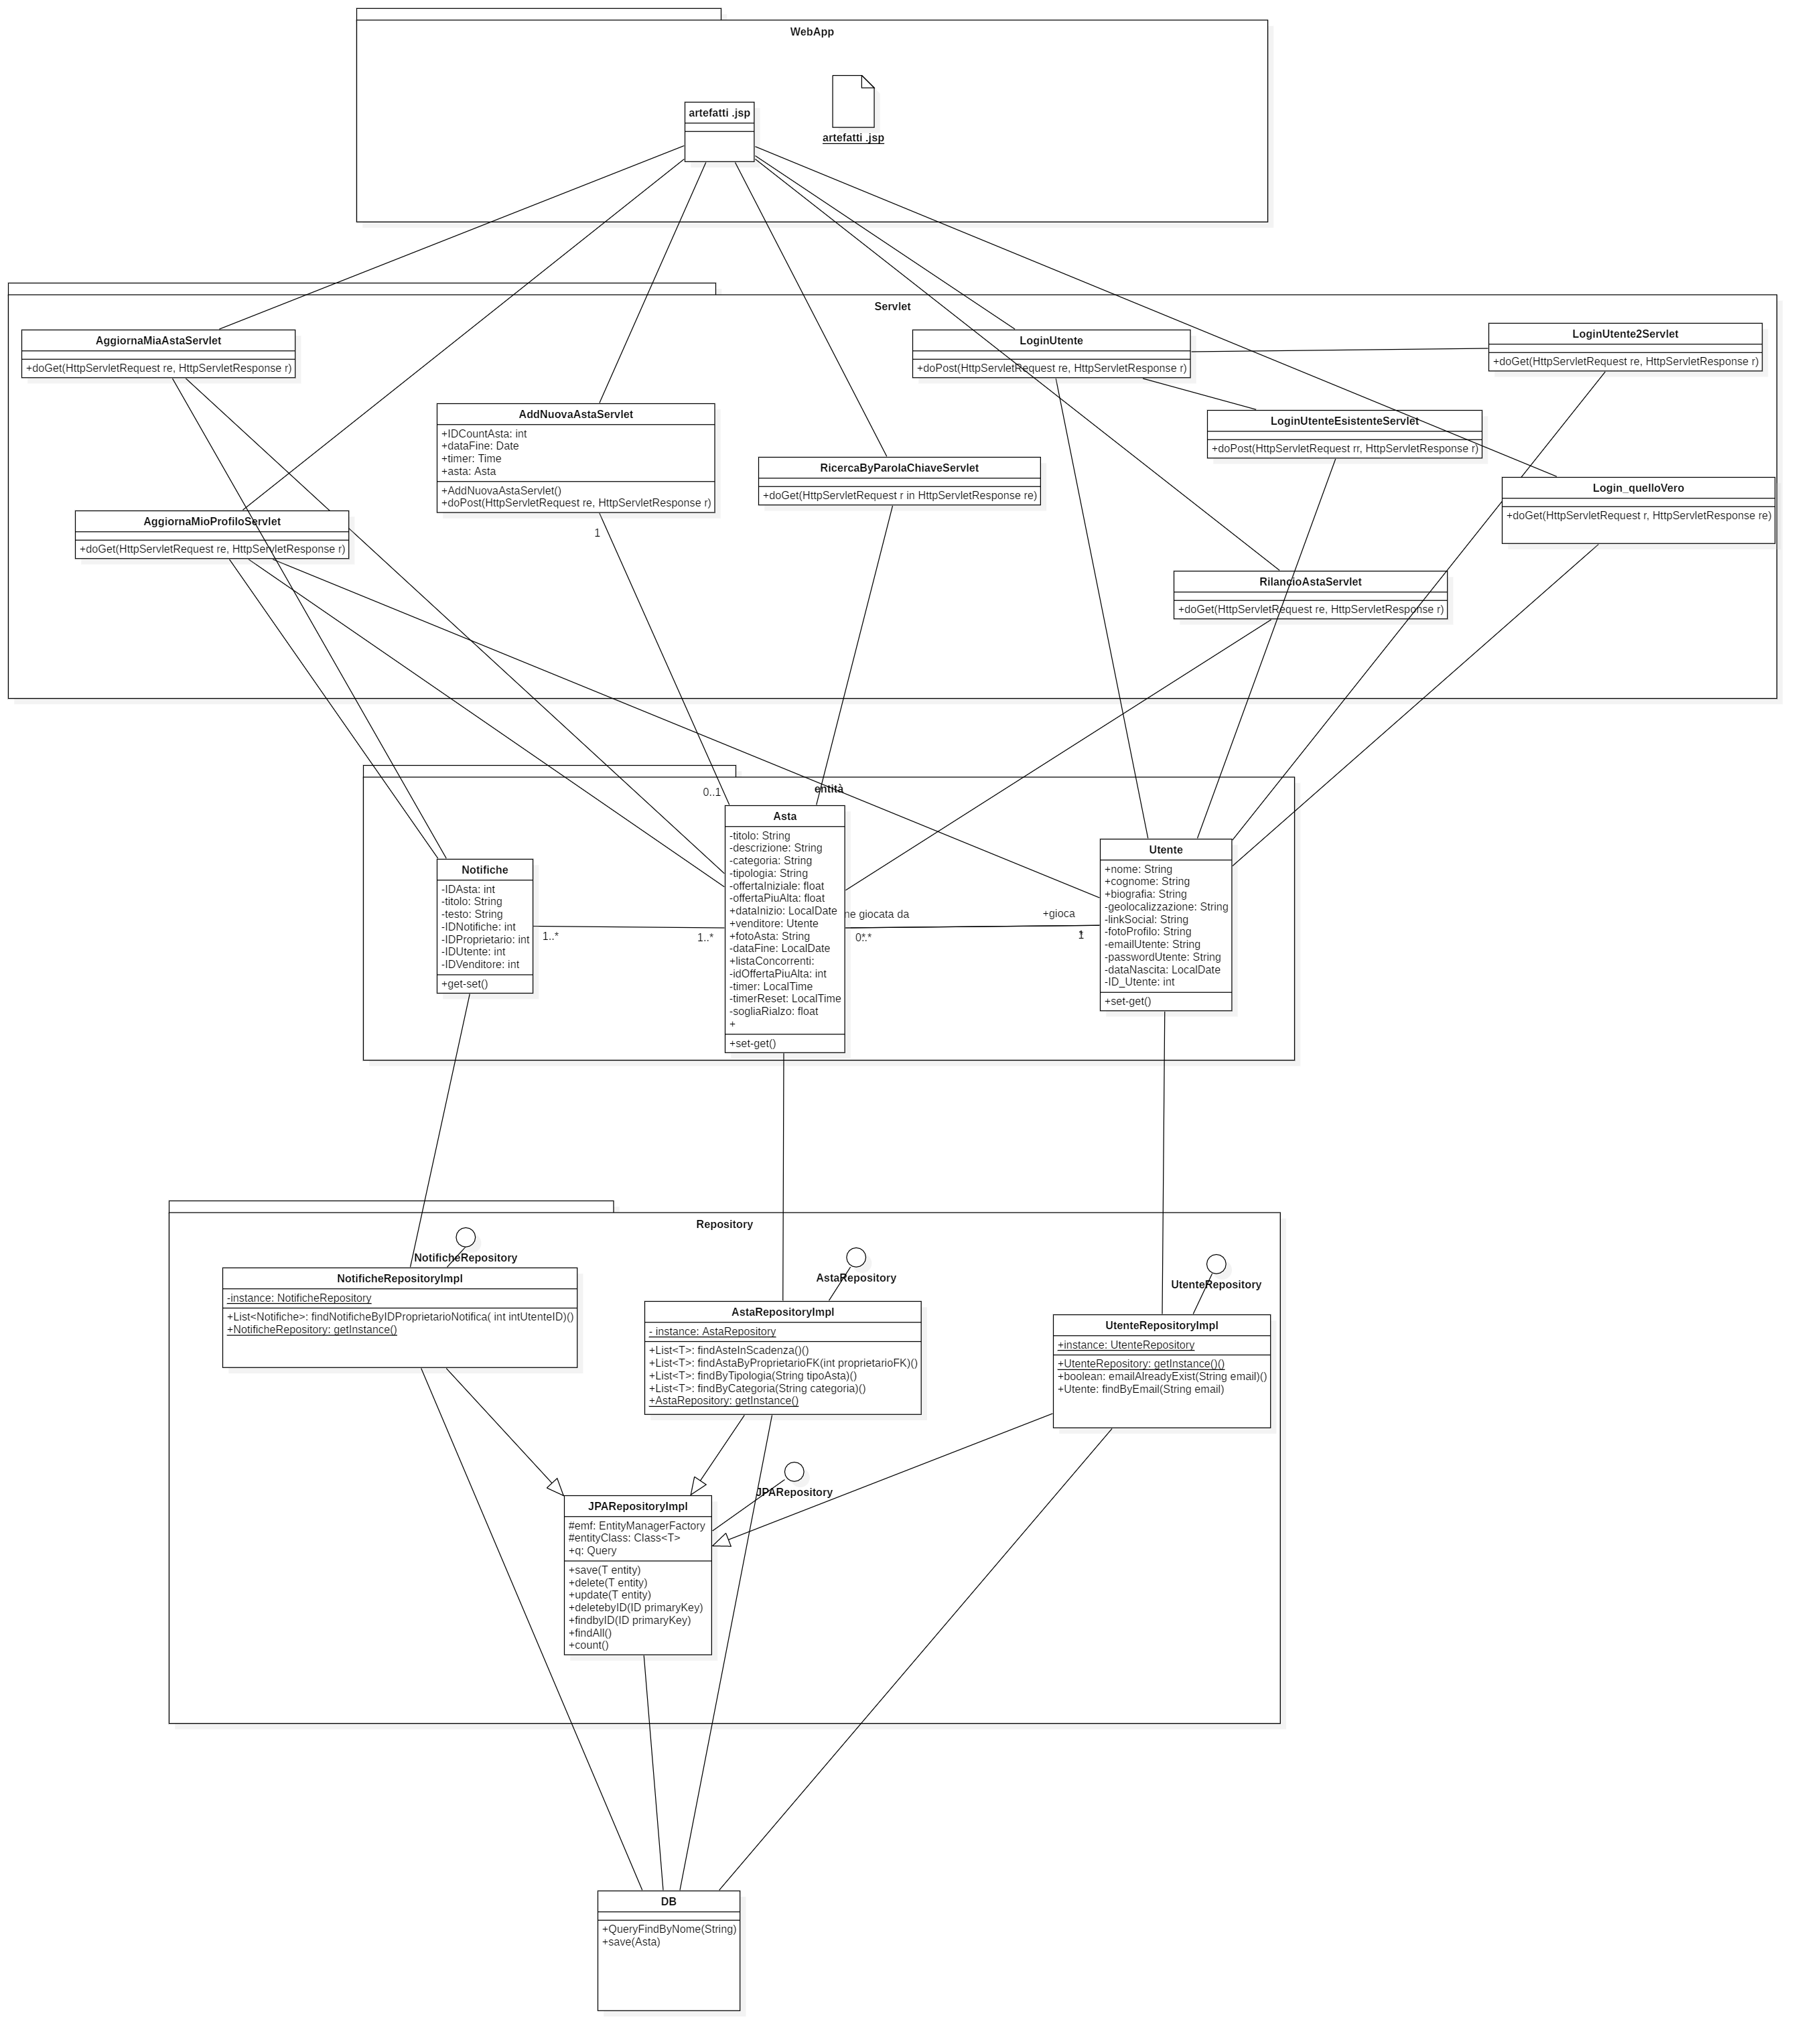 WebApp
artefatti .jsp
artefatti .jsp
Servlet
AggiornaMiaAstaServlet
+doGet(HttpServletRequest re, HttpServletResponse r)
LoginUtente
+doPost(HttpServletRequest re, HttpServletResponse r)
LoginUtente2Servlet
+doGet(HttpServletRequest re, HttpServletResponse r)
AddNuovaAstaServlet
+IDCountAsta: int
+dataFine: Date
+timer: Time
+asta: Asta
+AddNuovaAstaServlet()
+doPost(HttpServletRequest re, HttpServletResponse r)
1
LoginUtenteEsistenteServlet
+doPost(HttpServletRequest rr, HttpServletResponse r)
RicercaByParolaChiaveServlet
+doGet(HttpServletRequest r in HttpServletResponse re)
Login_quelloVero
+doGet(HttpServletRequest r, HttpServletResponse re)
AggiornaMioProfiloServlet
+doGet(HttpServletRequest re, HttpServletResponse r)
RilancioAstaServlet
+doGet(HttpServletRequest re, HttpServletResponse r)
entità
0..1
Asta
-titolo: String
-descrizione: String
-categoria: String
-tipologia: String
-offertaIniziale: float
-offertaPiuAlta: float
+dataInizio: LocalDate
+venditore: Utente
+fotoAsta: String
-dataFine: LocalDate
+listaConcorrenti:
-idOffertaPiuAlta: int
-timer: LocalTime
-timerReset: LocalTime
-sogliaRialzo: float
+
+set-get()
Utente
+nome: String
+cognome: String
+biografia: String
-geolocalizzazione: String
-linkSocial: String
-fotoProfilo: String
-emailUtente: String
-passwordUtente: String
-dataNascita: LocalDate
-ID_Utente: int
+set-get()
Notifiche
-IDAsta: int
-titolo: String
-testo: String
-IDNotifiche: int
-IDProprietario: int
-IDUtente: int
-IDVenditore: int
+get-set()
ne giocata da
+gioca
1..*
1..*
1
Repository
NotificheRepository
NotificheRepositoryImpl
-instance: NotificheRepository
+List<Notifiche>: findNotificheByIDProprietarioNotifica( int intUtenteID)()
+NotificheRepository: getInstance()
AstaRepository
AstaRepositoryImpl
- instance: AstaRepository
+List<T>: findAsteInScadenza()()
+List<T>: findAstaByProprietarioFK(int proprietarioFK)()
+List<T>: findByTipologia(String tipoAsta)()
+List<T>: findByCategoria(String categoria)()
+AstaRepository: getInstance()
UtenteRepository
UtenteRepositoryImpl
+instance: UtenteRepository
+UtenteRepository: getInstance()()
+boolean: emailAlreadyExist(String email)()
+Utente: findByEmail(String email)
JPARepository
JPARepositoryImpl
#emf: EntityManagerFactory
#entityClass: Class<T>
+q: Query
+save(T entity)
+delete(T entity)
+update(T entity)
+deletebyID(ID primaryKey)
+findbyID(ID primaryKey)
+findAll()
+count()
DB
+QueryFindByNome(String)
+save(Asta)